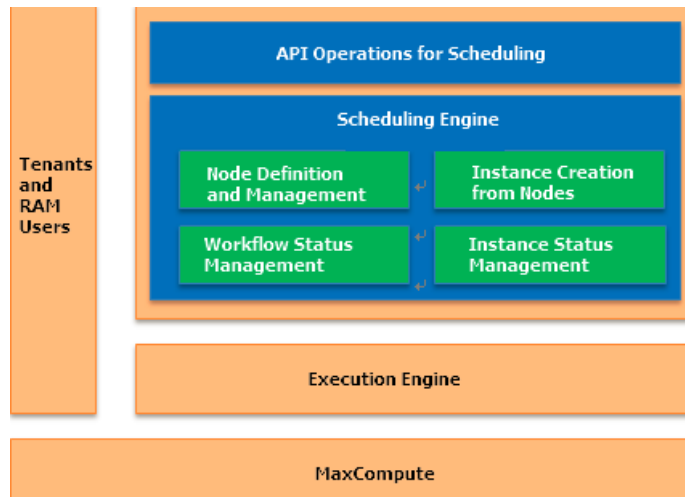 API Operations for Scheduling
Scheduling Engine
Tenants
and
RAM
Users
Node Definition
and Management
Instance Creation
from Nodes
Workflow Status
Management
Instance Status
Management
Execution Engine
MaxCompute